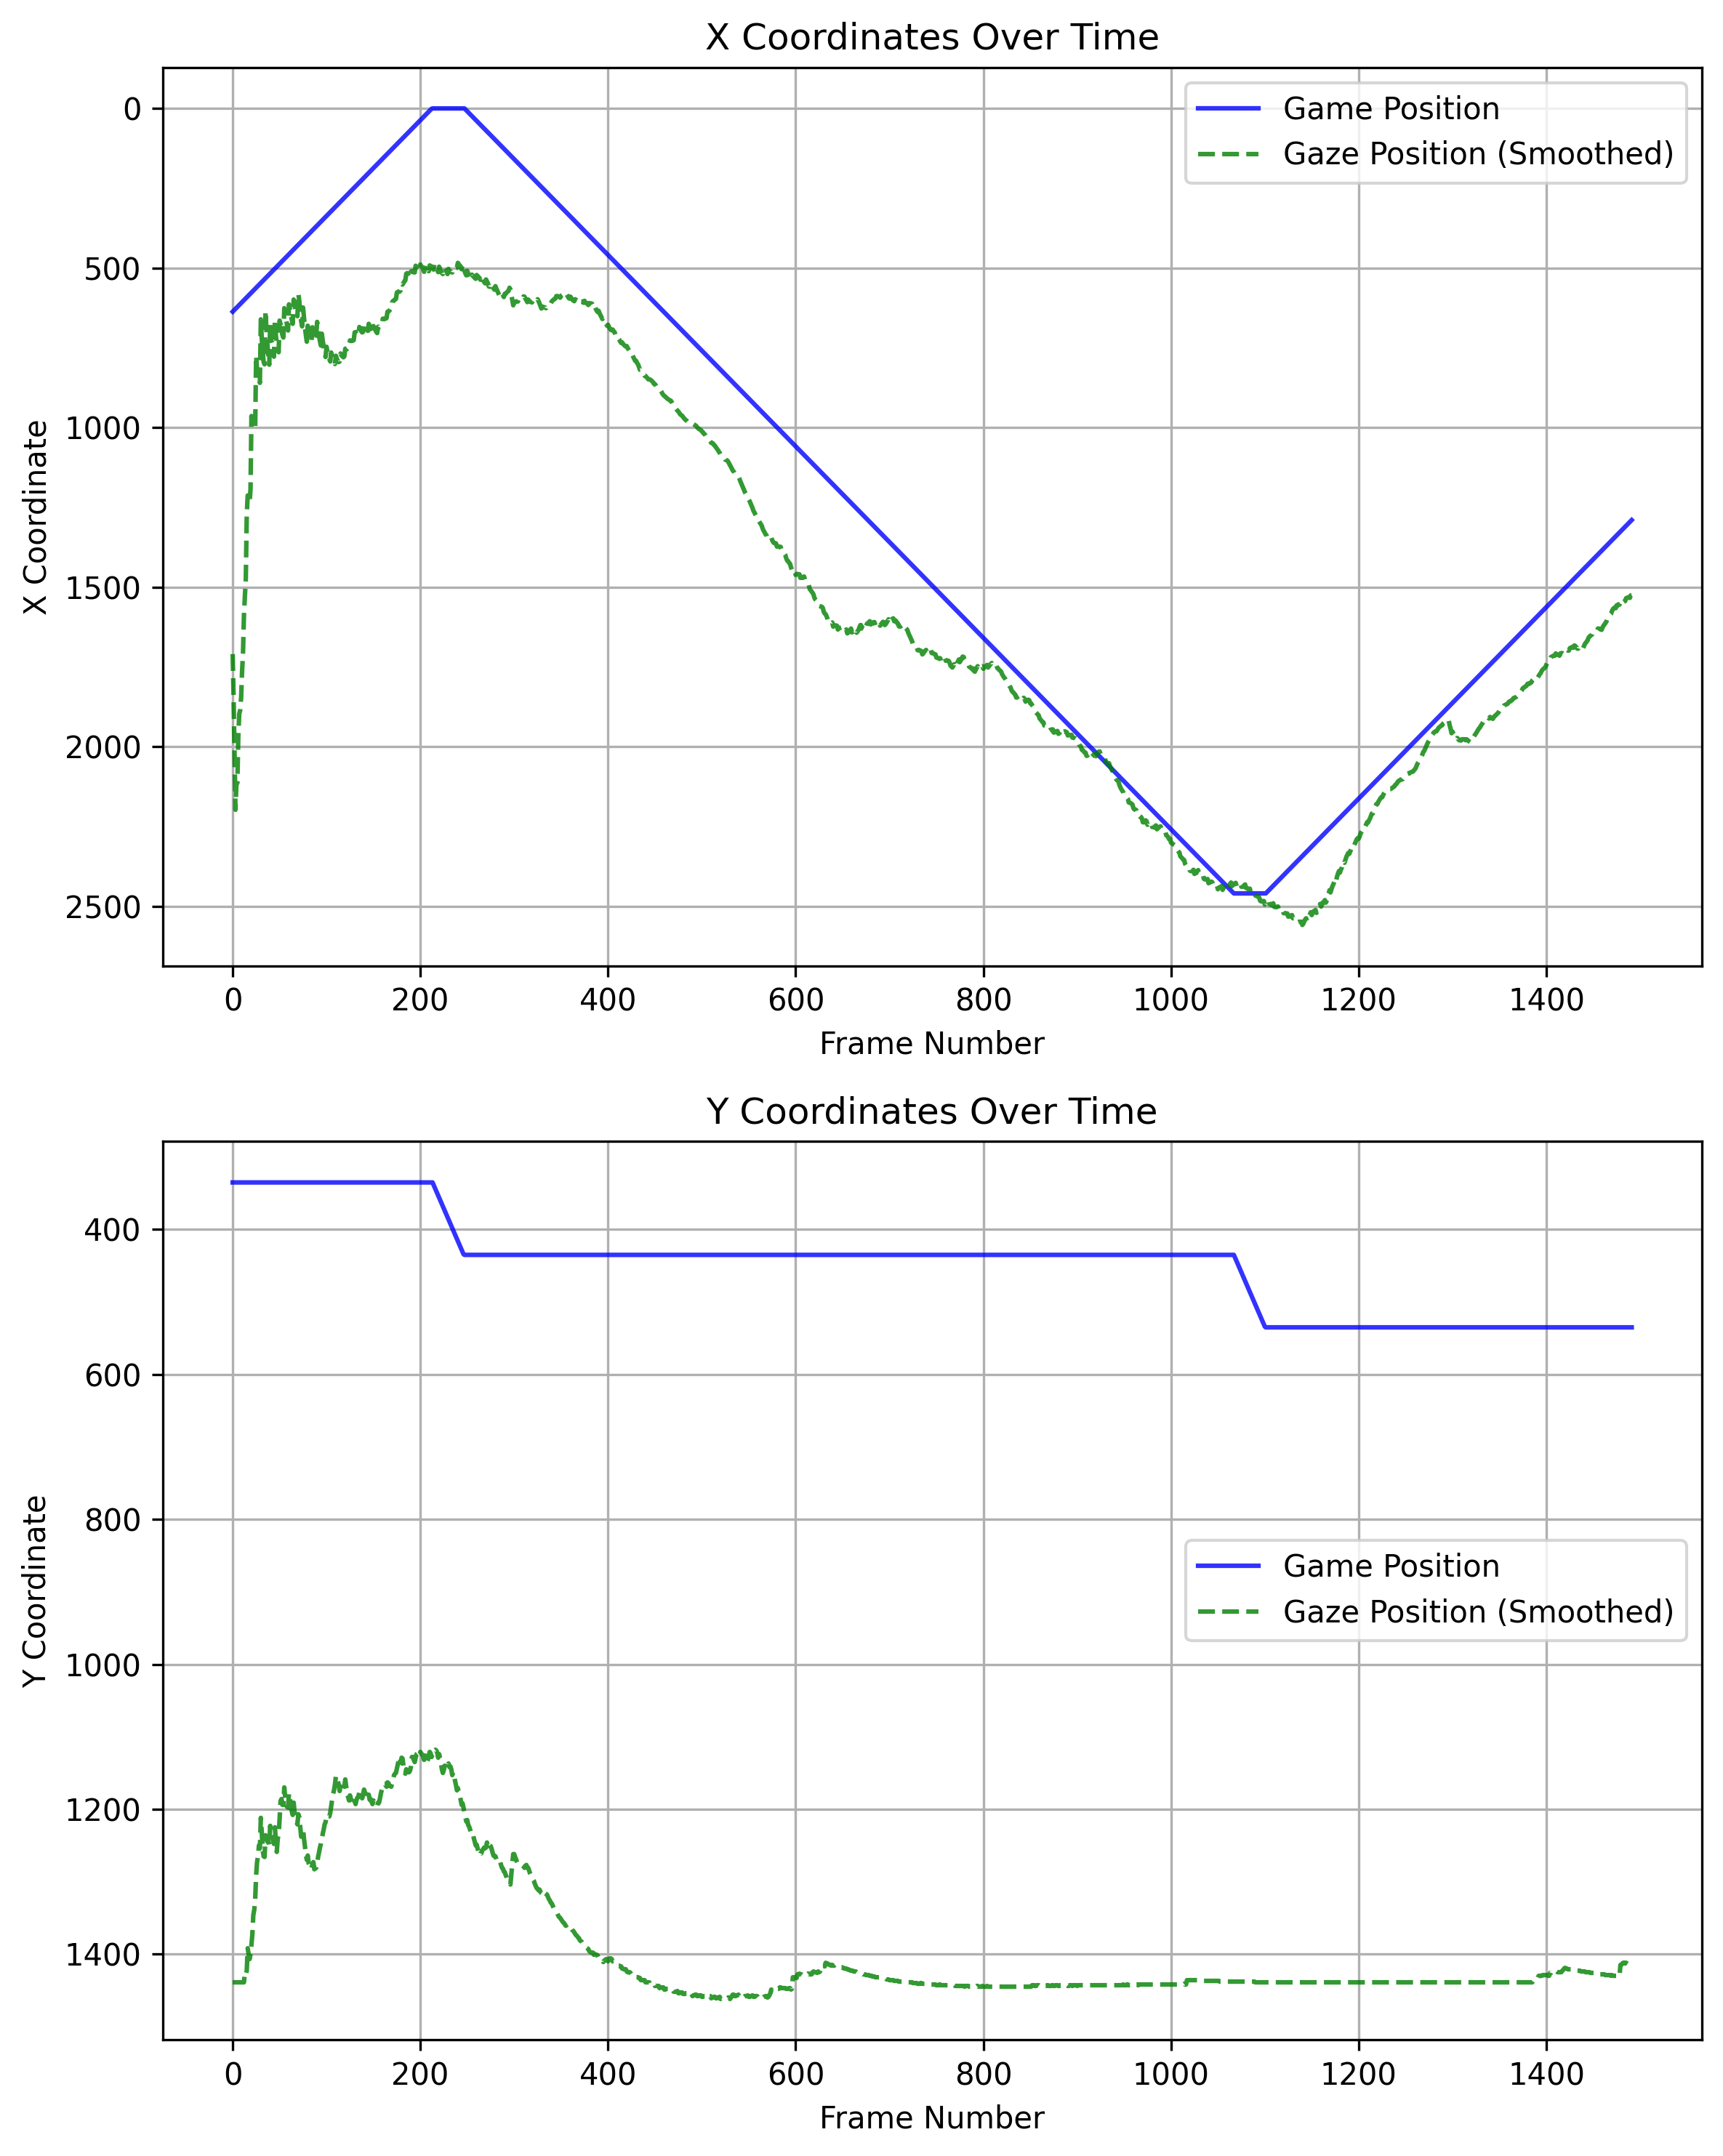 X Coordinates Over Time
0
500
1000
1500
2000
2500
X Coordinate
Game Position
Gaze Position (Smoothed)
0 200 400 600 800 1000 1200 1400
Frame Number
Y Coordinates Over Time
400
600
800
1000
1200
1400
Y Coordinate
Game Position
Gaze Position (Smoothed)
0 200 400 600 800 1000 1200 1400
Frame Number